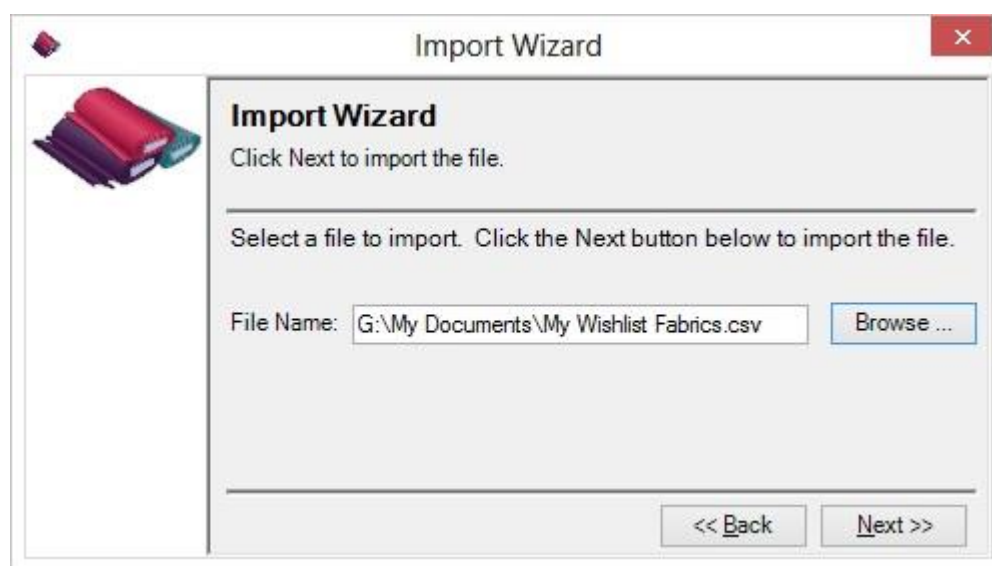 Import Wizard
Import Wizard
Click Next to import the file.
Select a file to import. Click the Next button below to import the file.
File Name: G:\My Documents\My Wishlist Fabrics.csv Browse ...
<< Back Next >>